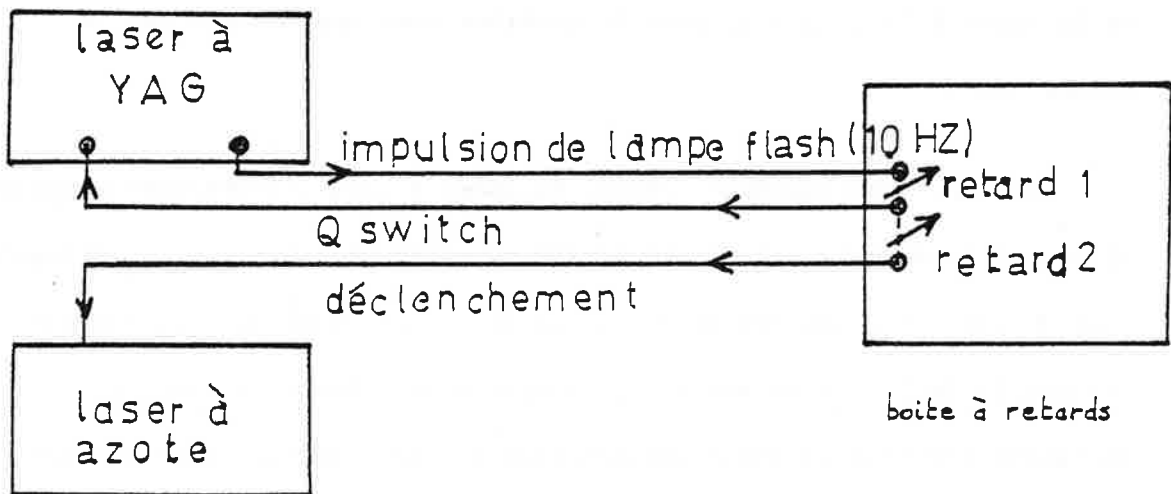 laser à
YAG
impulsion de lampe flash (10 HZ)
retard 1
Q switch
retard 2
déclenchement
laser à
azote
boite à retards